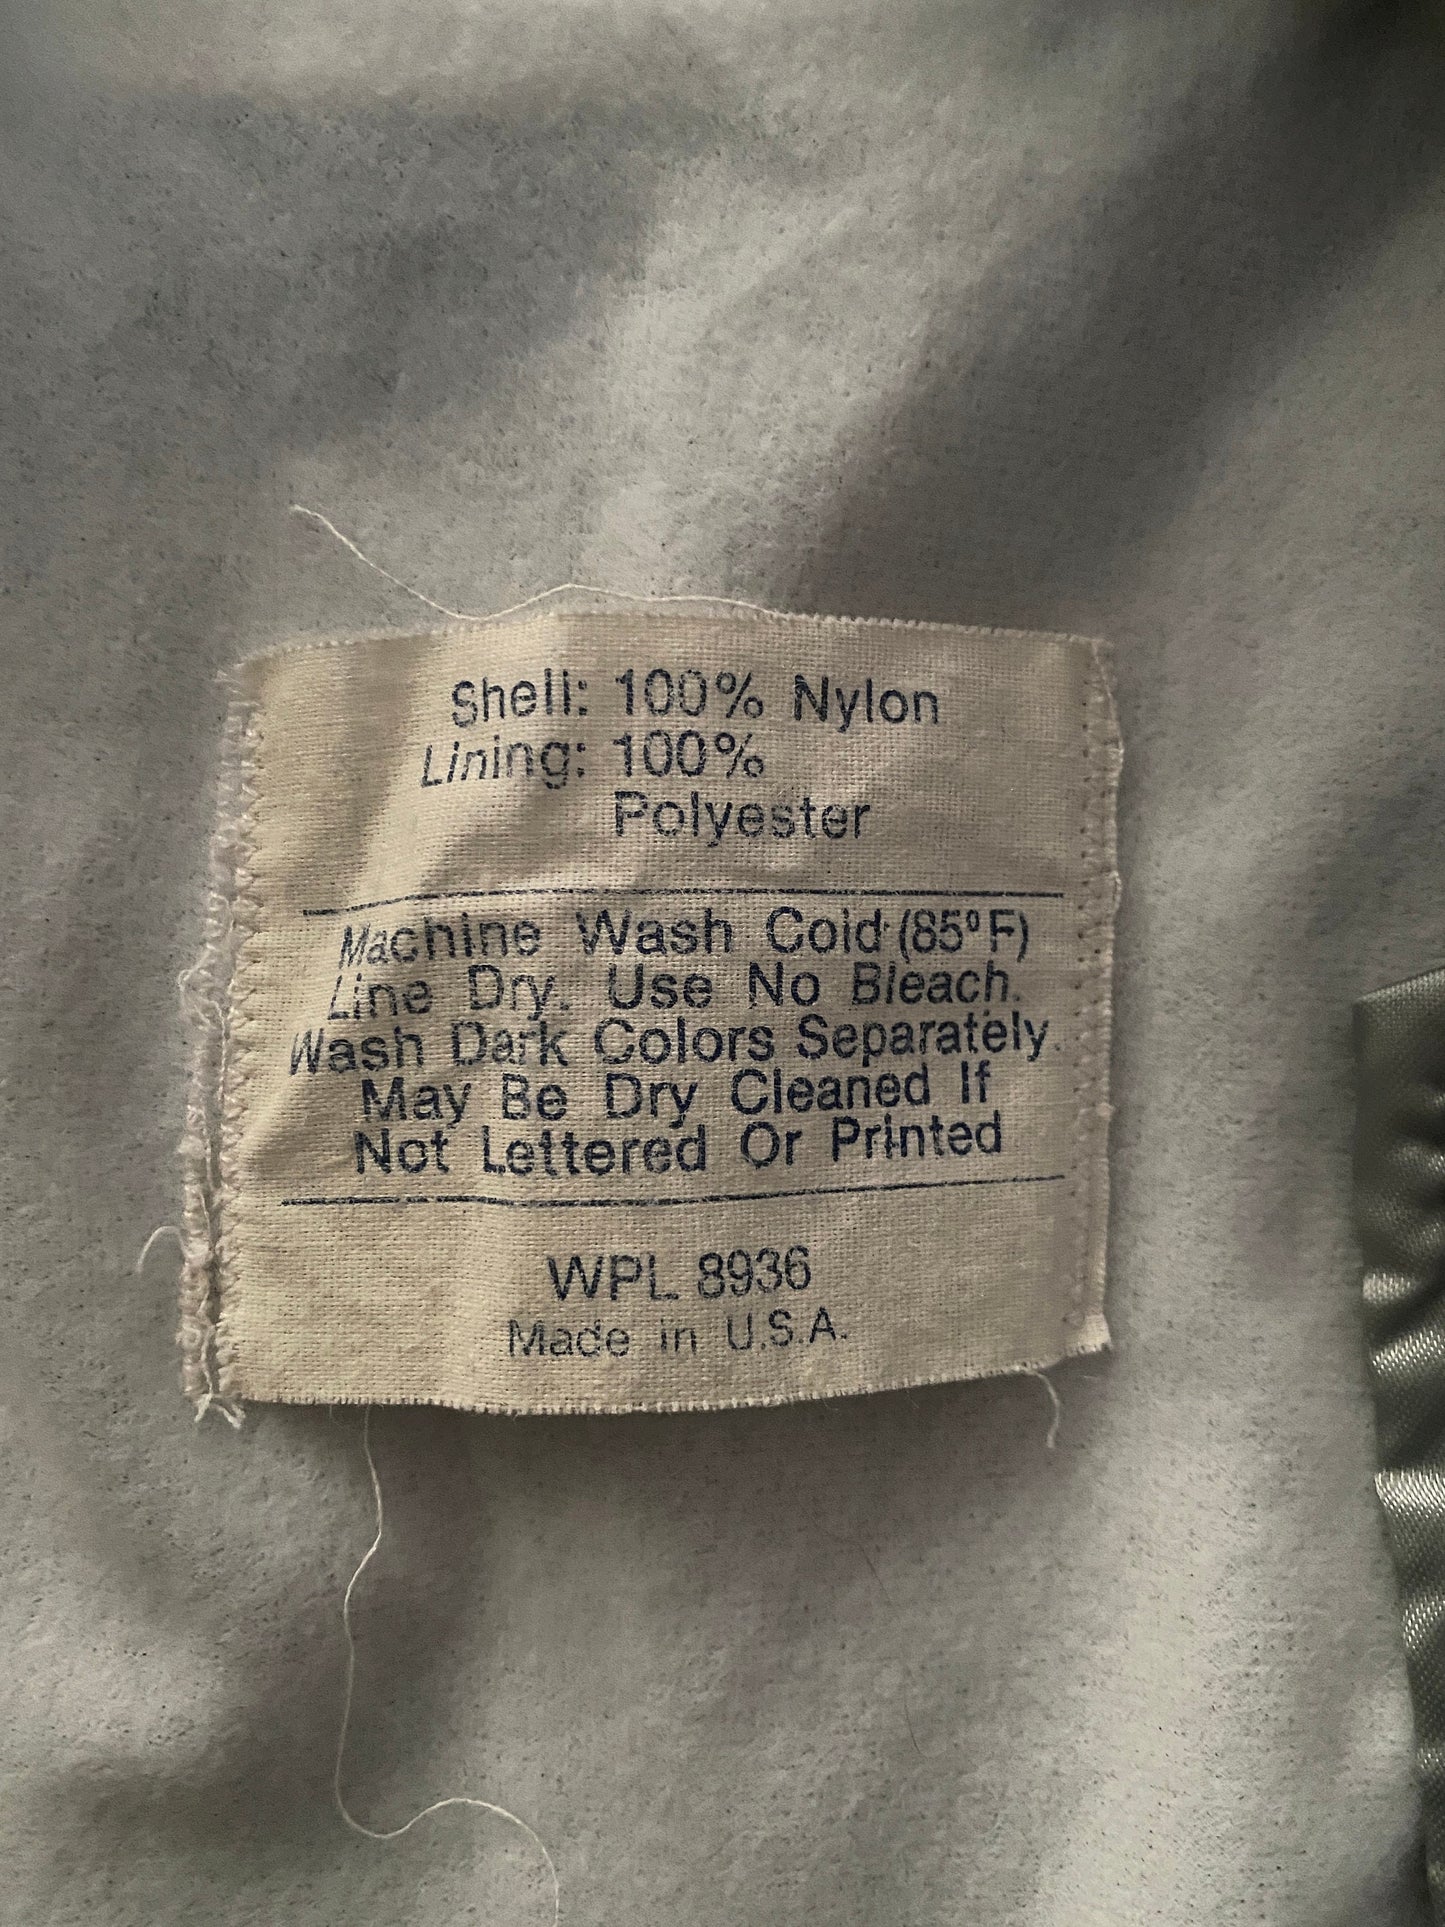 Shell: 100% Nylon
Lining: 100%
Polyester
Machine Wash Cold (85°F)
Line Dry. Use No Bleach.
Wash Dark Colors Separately.
May Be Dry Cleaned If
Not Lettered Or Printed
WPL 8936
Made in U.S.A.